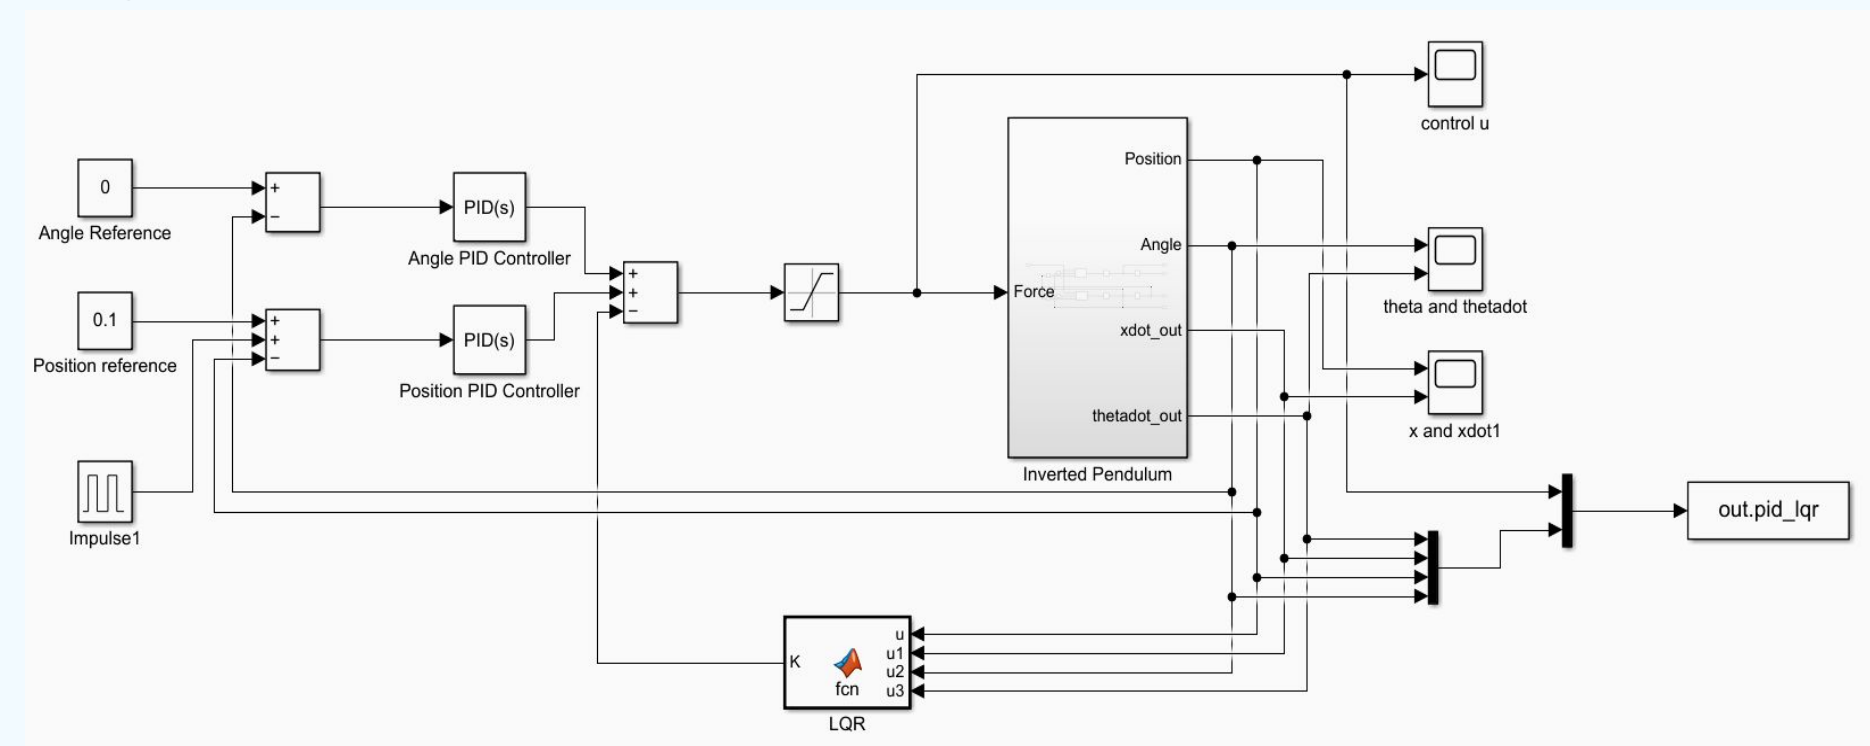 control u
Position
0
+
−
PID(s)
Angle Reference
Angle PID Controller
Angle
+
+
−
Force
theta and thetadot
0.1
+
+
−
PID(s)
xdot_out
Position reference
Position PID Controller
thetadot_out
x and xdot1
Inverted Pendulum
Impulse1
out.pid_lqr
K
fcn
u
u1
u2
u3
LQR